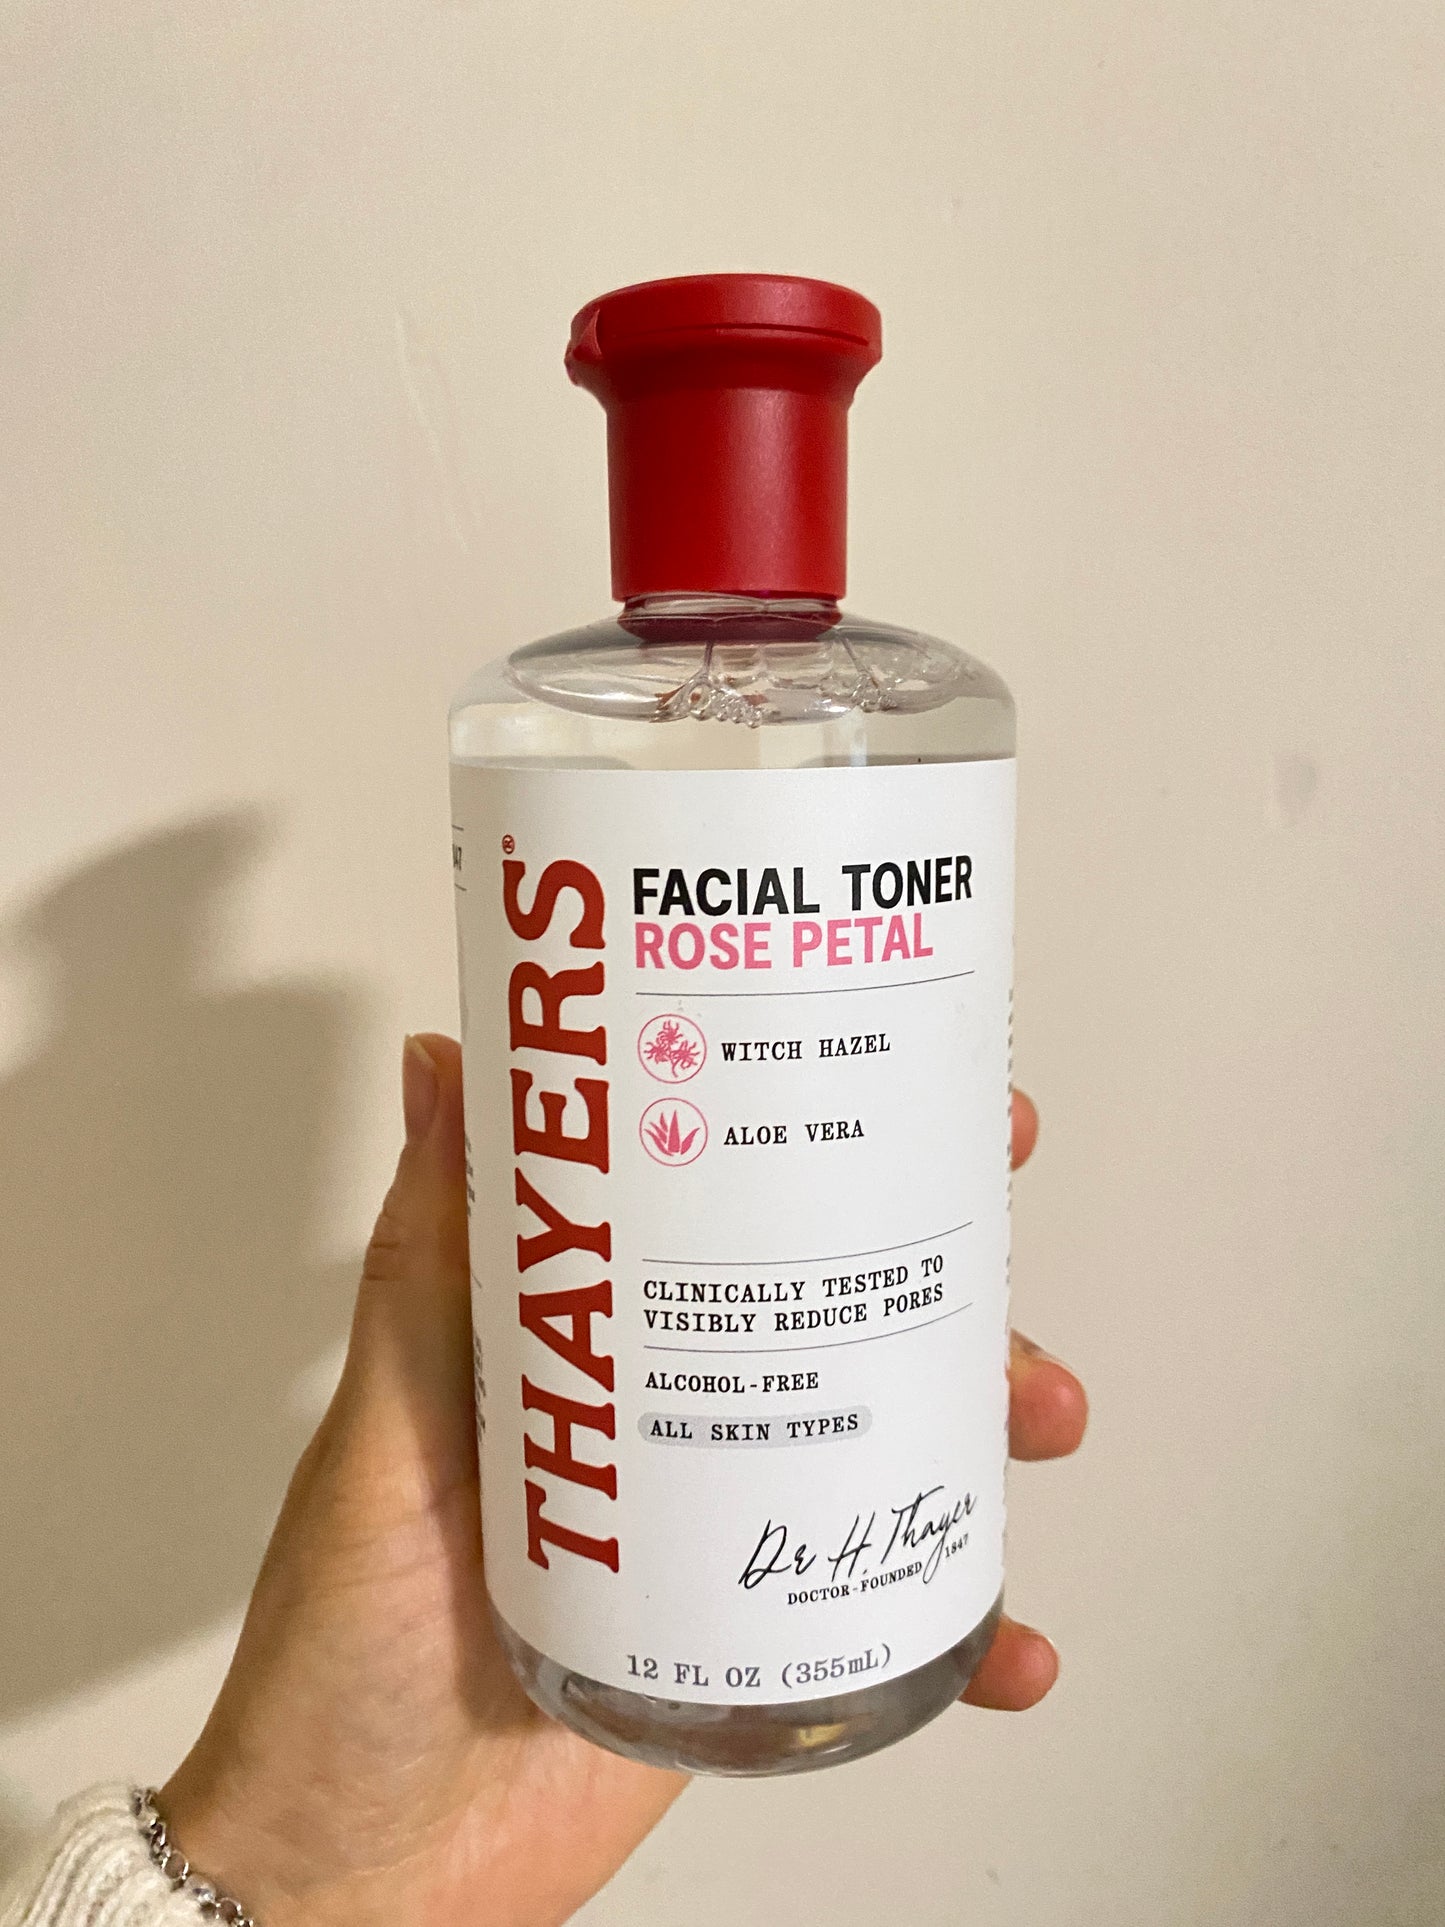 THAYERS®
FACIAL TONER
ROSE PETAL
WITCH HAZEL
ALOE VERA
CLINICALLY TESTED TO
VISIBLY REDUCE PORES
ALCOHOL-FREE
ALL SKIN TYPES
Dr H. Thayer
DOCTOR-FOUNDED 1847
12 FL OZ (355mL)